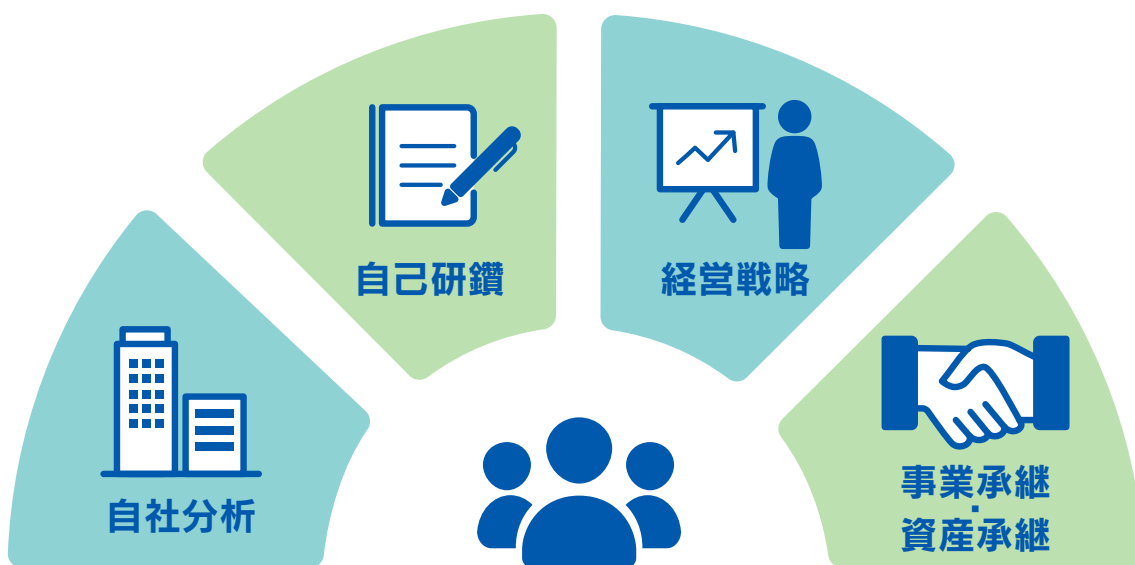 自社分析
自己研鑽
経営戦略
事業承継
・
資産承継